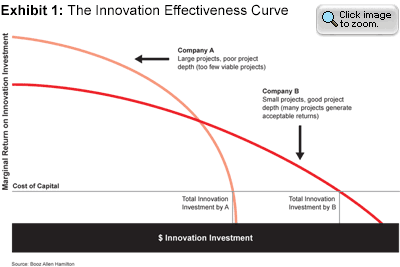 Exhibit 1: The Innovation Effectiveness Curve
Click image
to zoom.
Marginal Return on Innovation Investment
Company A
Large projects, poor project
depth (too few viable projects)
Company B
Small projects, good project
depth (many projects generate
acceptable returns)
Cost of Capital
Total Innovation
Investment by A
Total Innovation
Investment by B
$ Innovation Investment
Source: Booz Allen Hamilton